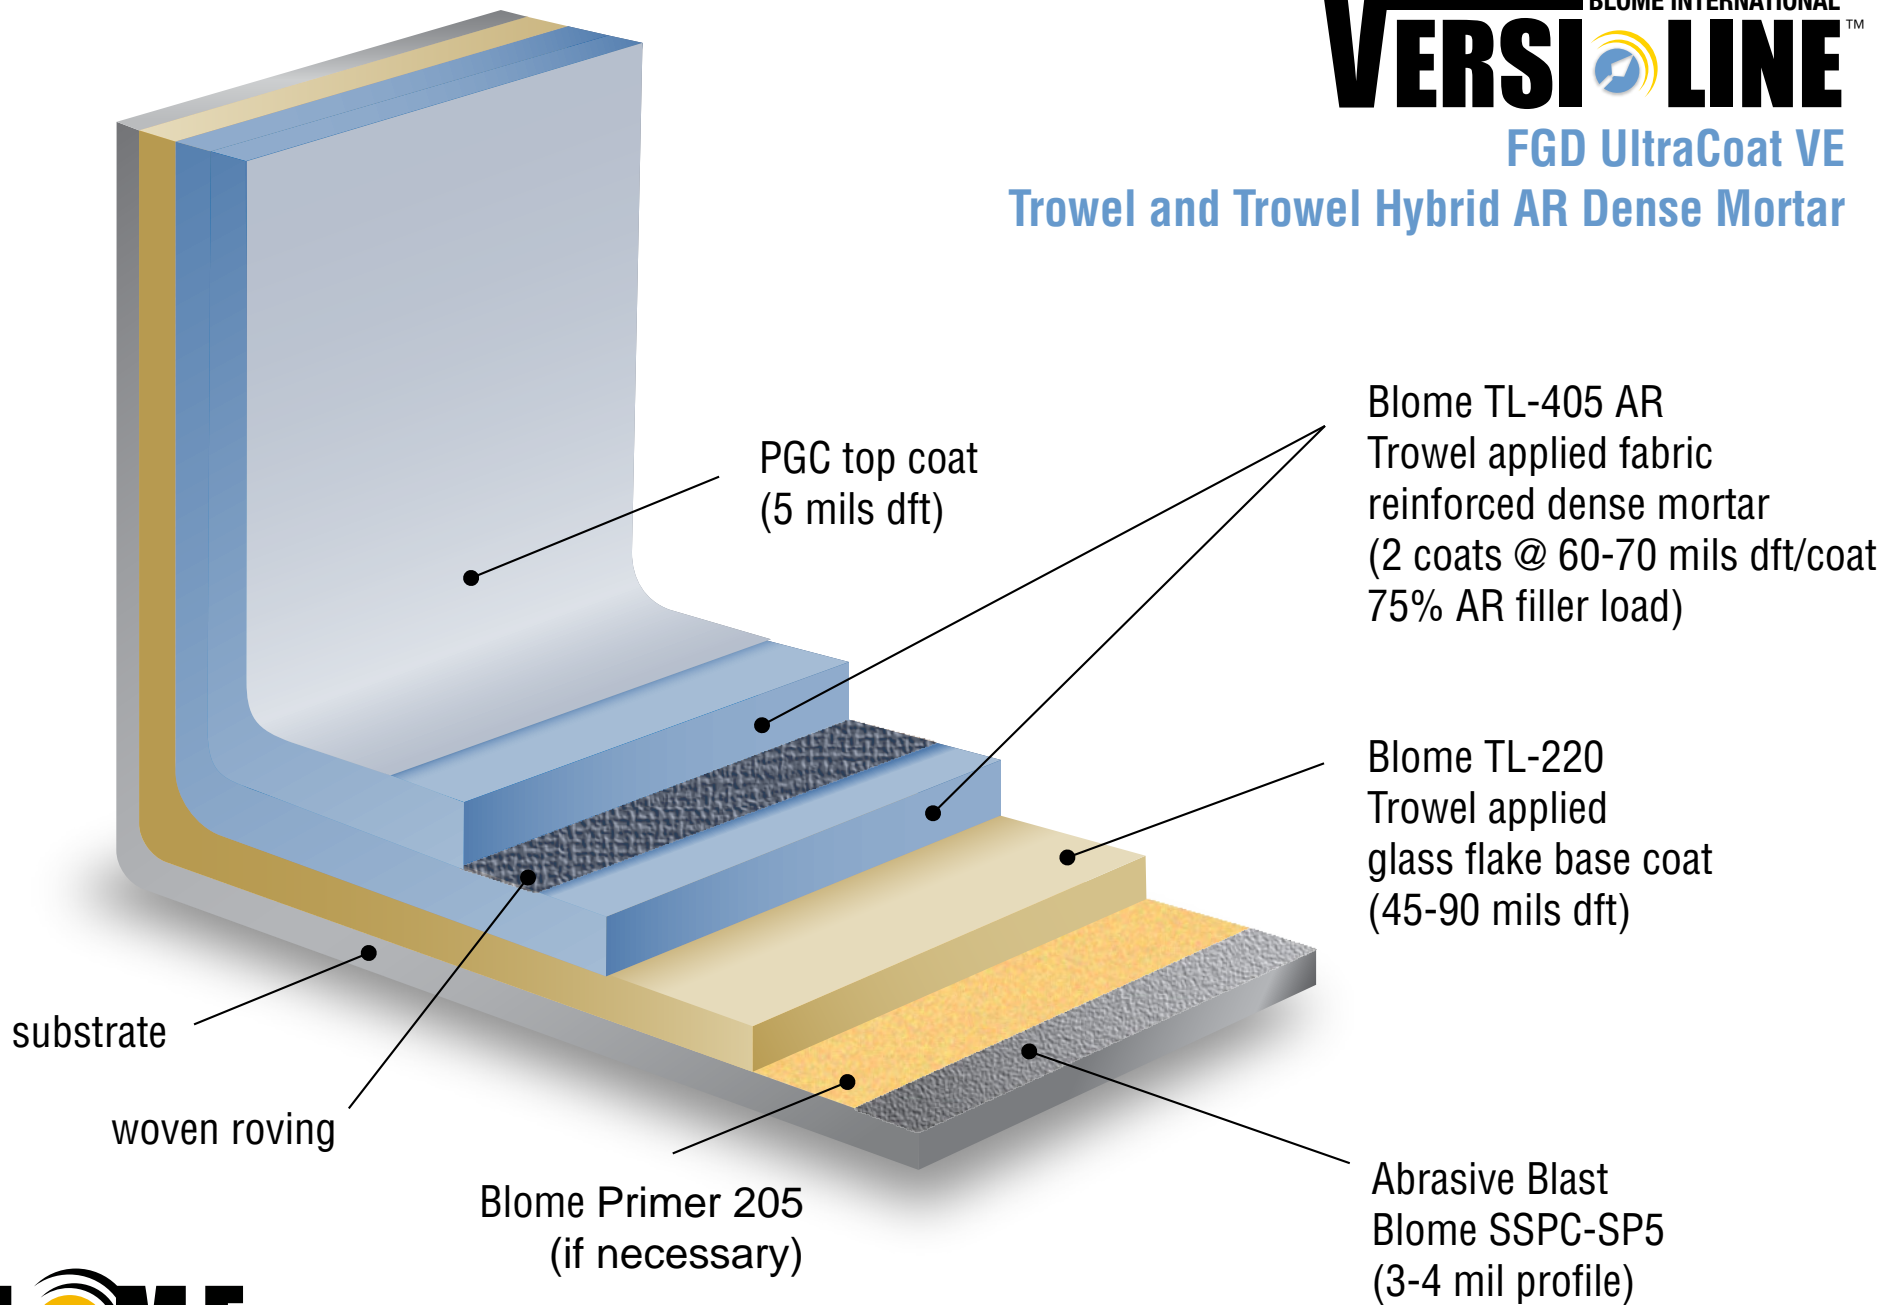 BLOME INTERNATIONAL
VERSI LINE™
FGD UltraCoat VE
Trowel and Trowel Hybrid AR Dense Mortar
PGC top coat
(5 mils dft)
Blome TL-405 AR
Trowel applied fabric
reinforced dense mortar
(2 coats @ 60-70 mils dft/coat
75% AR filler load)
Blome TL-220
Trowel applied
glass flake base coat
(45-90 mils dft)
substrate
woven roving
Blome Primer 205
(if necessary)
Abrasive Blast
Blome SSPC-SP5
(3-4 mil profile)